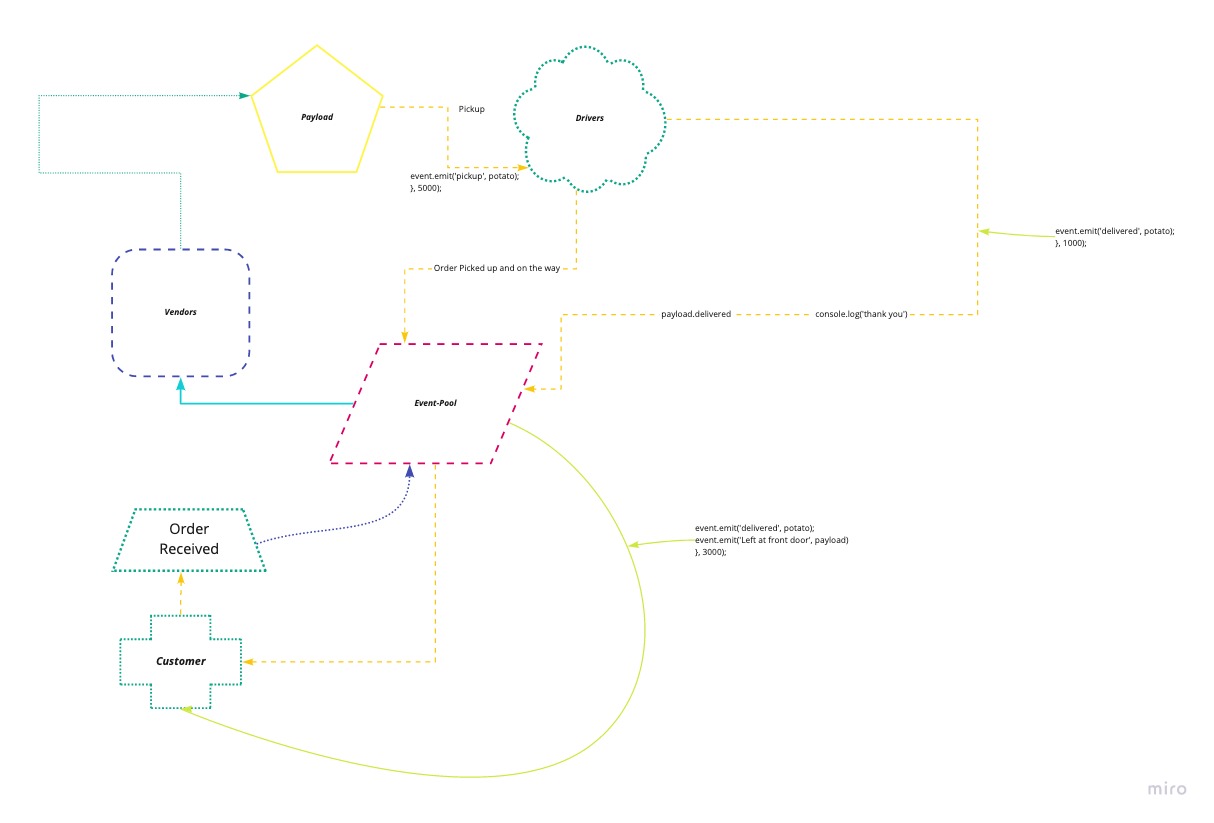 Payload
Pickup
Drivers
event.emit('pickup', potato);
}, 5000);
event.emit('delivered', potato);
}, 1000);
Order Picked up and on the way
Vendors
payload.delivered
console.log('thank you')
Event-Pool
Order
Received
event.emit('delivered', potato);
event.emit('Left at front door', payload)
}, 3000);
Customer
miro